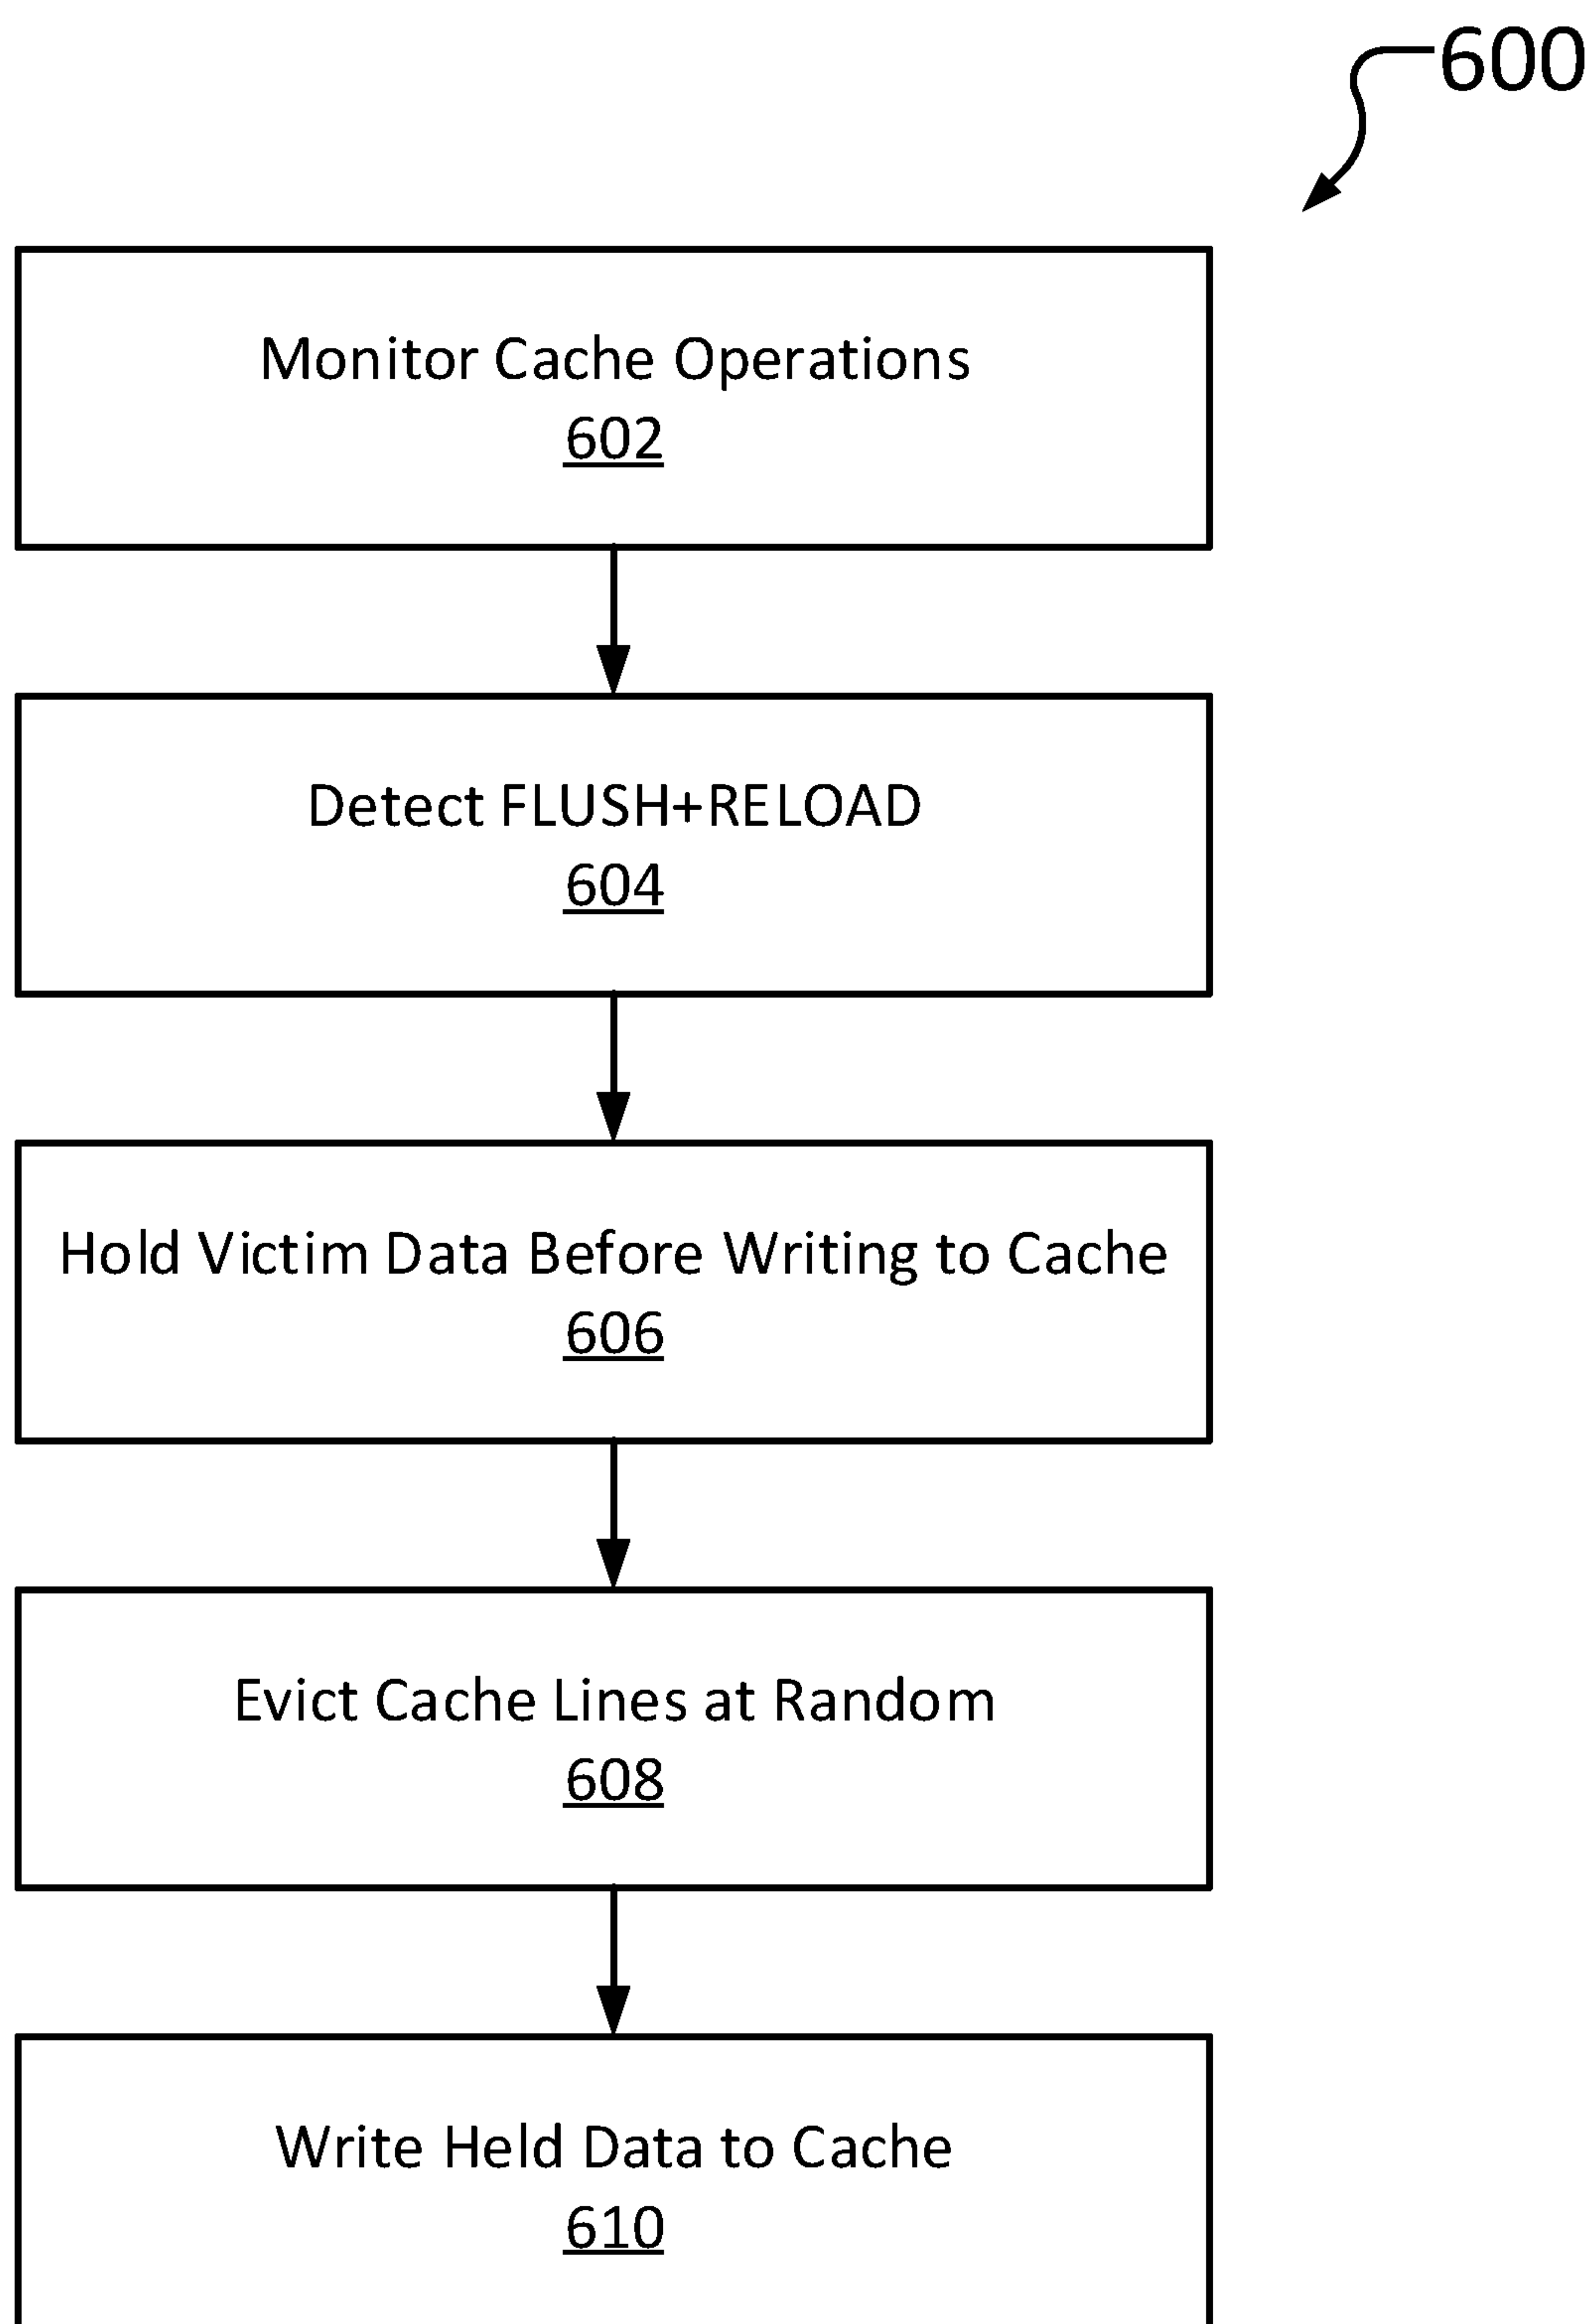 600
Monitor Cache Operations
602
Detect FLUSH+RELOAD
604
Hold Victim Data Before Writing to Cache
606
Evict Cache Lines at Random
608
Write Held Data to Cache
610